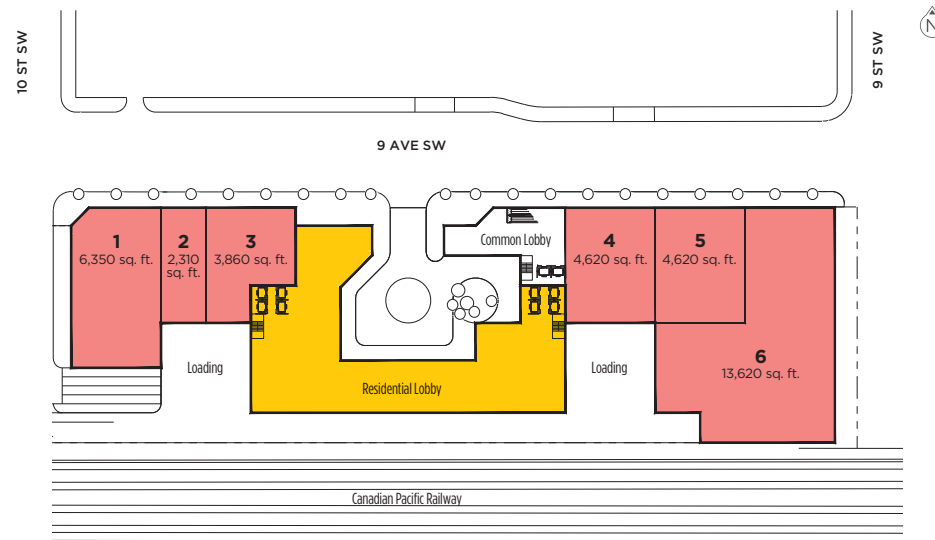 N
10 ST SW
9 ST SW
9 AVE SW
1
6,350 sq. ft.
2
2,310
sq. ft.
3
3,860 sq. ft.
Common Lobby
4
4,620 sq. ft.
5
4,620 sq. ft.
6
13,620 sq. ft.
Loading
Residential Lobby
Loading
Canadian Pacific Railway